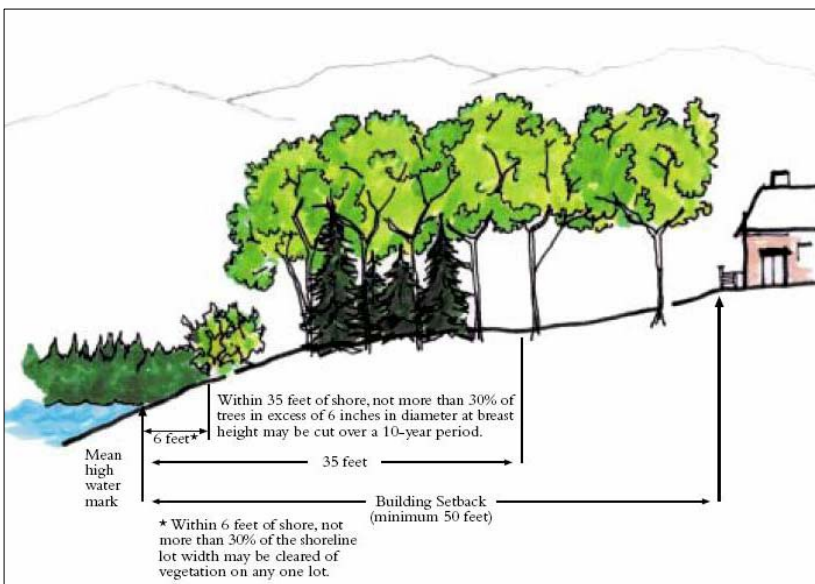 Within 35 feet of shore, not more than 30% of
trees in excess of 6 inches in diameter at breast
height may be cut over a 10-year period.
6 feet*
35 feet
Mean
high
water
mark
Building Setback
(minimum 50 feet)
* Within 6 feet of shore, not
more than 30% of the shoreline
lot width may be cleared of
vegetation on any one lot.